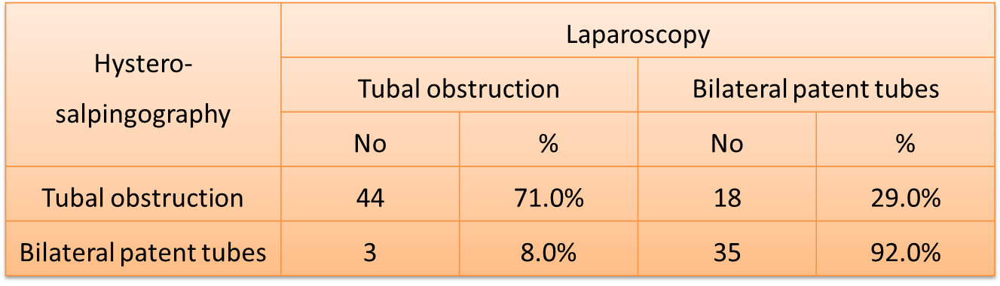 Hystero-
salpingography
Laparoscopy
Tubal obstruction
Bilateral patent tubes
No
%
No
%
Tubal obstruction
44
71.0%
18
29.0%
Bilateral patent tubes
3
8.0%
35
92.0%